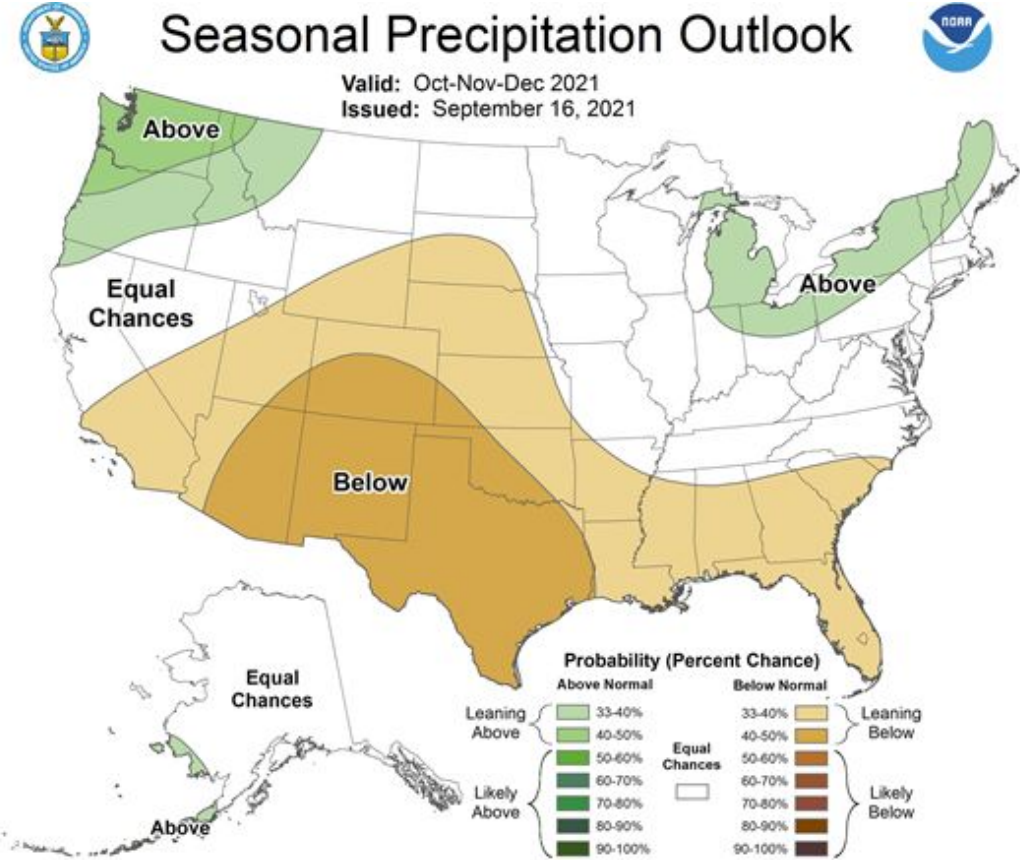 Seasonal Precipitation Outlook
NOAA
Valid: Oct-Nov-Dec 2021
Issued: September 16, 2021
Above
Equal
Chances
Above
Below
Equal
Chances
Above
Probability (Percent Chance)
Above Normal
Below Normal
Leaning
Above
33-40%
40-50%
50-60%
60-70%
70-80%
80-90%
90-100%
Likely
Above
Equal
Chances
33-40%
40-50%
50-60%
60-70%
70-80%
80-90%
90-100%
Leaning
Below
Likely
Below